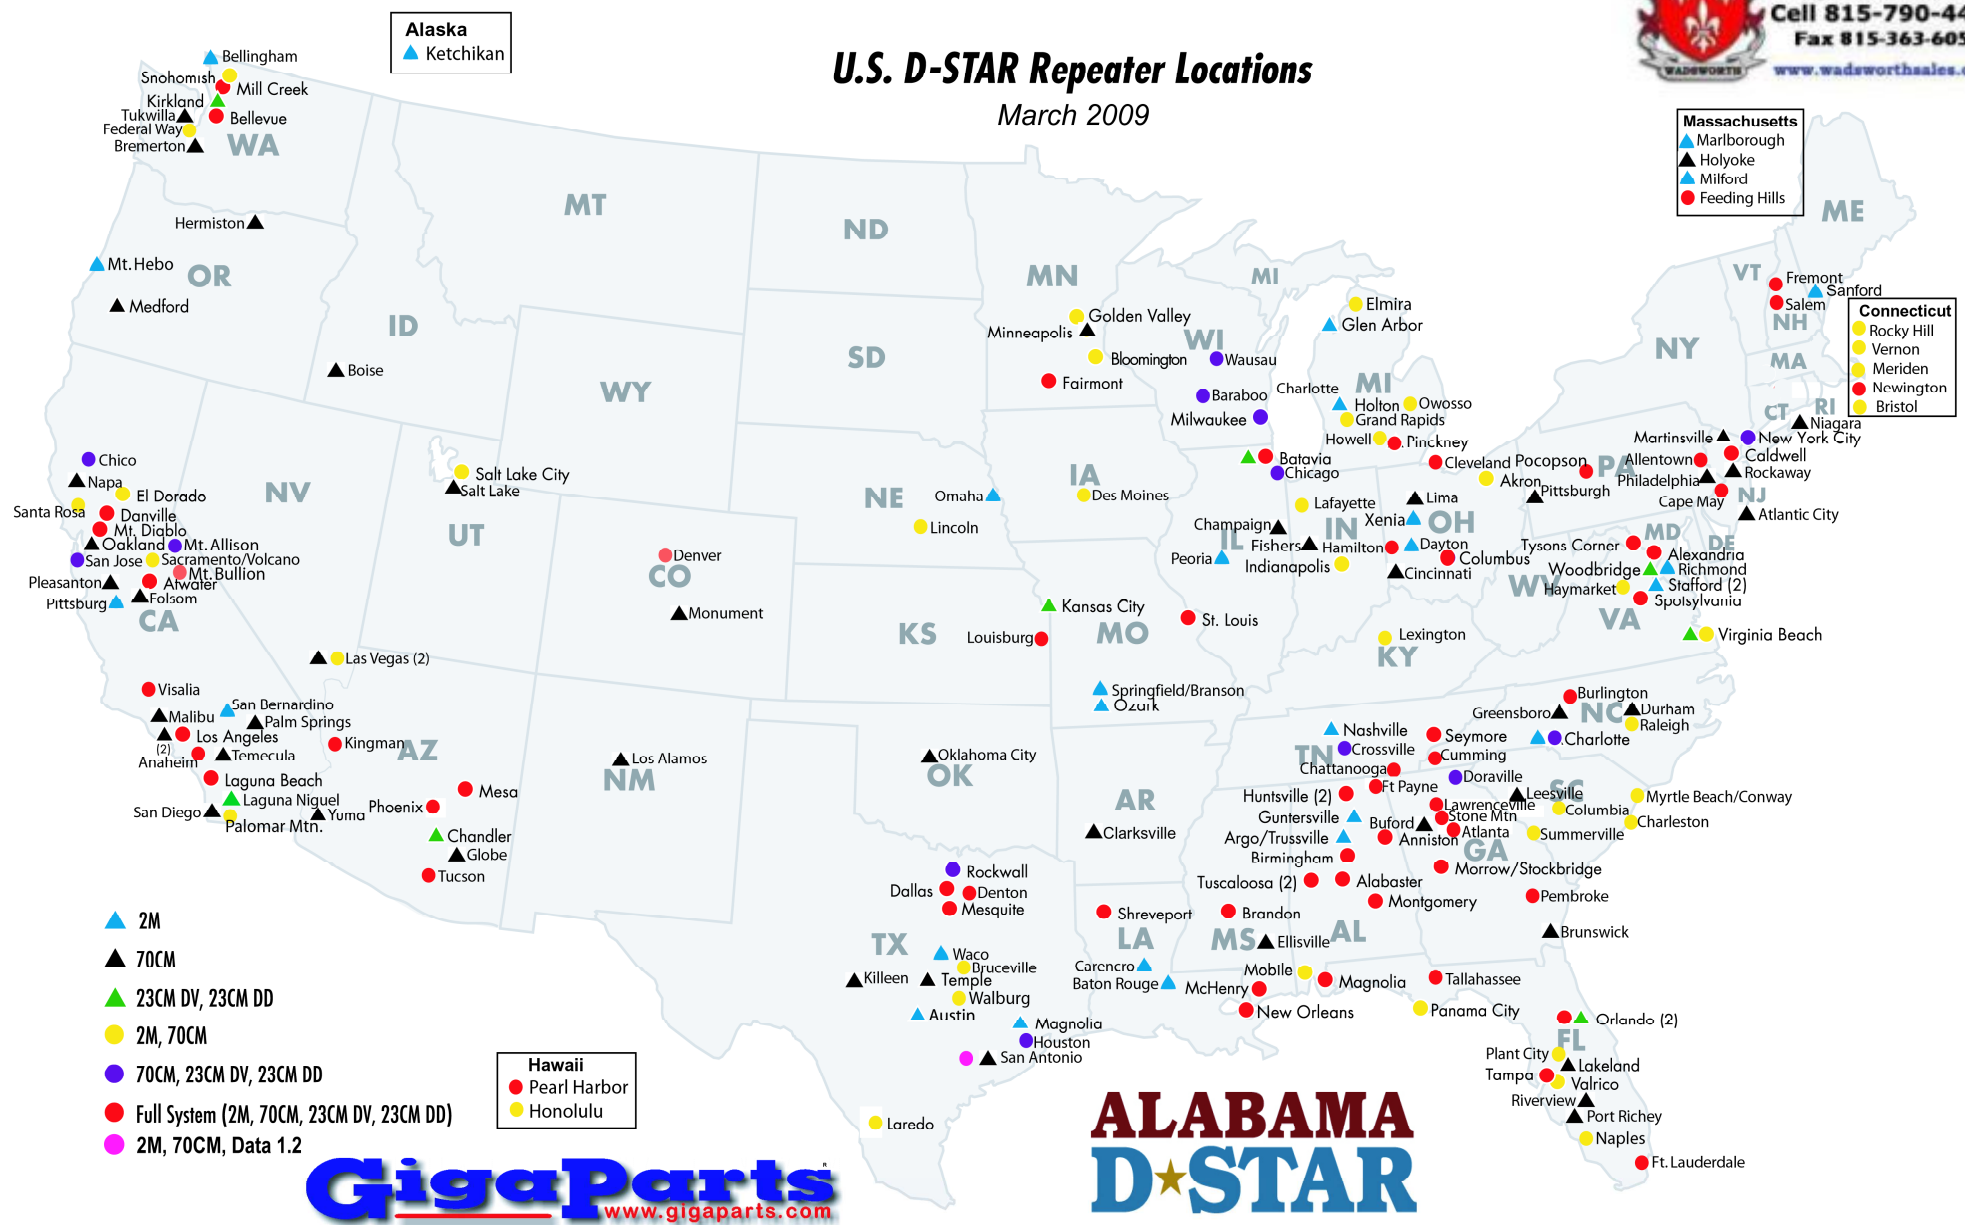 Alaska
Ketchikan
U.S. D-STAR Repeater Locations
March 2009
WADSWORTH
Cell 815-790-44
Fax 815-363-605
www.wadsworthsales.
Massachusetts
Marlborough
Holyoke
Milford
Feeding Hills
Connecticut
Rocky Hill
Vernon
Meriden
Newington
Bristol
Bellingham
Snohomish
Mill Creek
Kirkland
Tukwilla
Bellevue
Federal Way
Bremerton
WA
Hermiston
Mt. Hebo
OR
Medford
ID
Boise
MT
ND
SD
WY
MN
Golden Valley
Minneapolis
Bloomington
Fairmont
WI
Wausau
Baraboo
Milwaukee
MI
Elmira
Glen Arbor
MI
Charlotte
Holton
Owosso
Grand Rapids
Howell
Pinckney
ME
VT
Fremont
Sanford
Salem
NH
NY
MA
CT
RI
Niagara
Martinsville
New York City
Allentown
Caldwell
Philadelphia
Rockaway
Cape May
NJ
Atlantic City
Pocopson
PA
Pittsburgh
Cleveland
Akron
Lima
Xenia
OH
Dayton
Columbus
Cincinnati
Batavia
Chicago
Lafayette
IN
Champaign
IL
Fishers
Hamilton
Indianapolis
Peoria
IA
Des Moines
NE
Omaha
Lincoln
Chico
Napa
El Dorado
Santa Rosa
Danville
Mt. Diablo
Oakland
Mt. Allison
San Jose
Sacramento/Volcano
Mt. Bullion
Pleasanton
Atwater
Folsom
Pittsburg
CA
NV
Salt Lake City
Salt Lake
UT
Denver
CO
Monument
KS
Kansas City
Louisburg
MO
St. Louis
Springfield/Branson
Ozark
Lexington
KY
WV
Tysons Corner
MD
DE
Alexandria
Woodbridge
Richmond
Haymarket
Stafford (2)
Spotsylvania
VA
Virginia Beach
Las Vegas (2)
Visalia
San Bernardino
Malibu
Palm Springs
(2)
Los Angeles
Anaheim
Temecula
Laguna Beach
Laguna Niguel
San Diego
Palomar Mtn.
Yuma
Kingman
AZ
Mesa
Phoenix
Chandler
Globe
Tucson
Los Alamos
NM
Oklahoma City
OK
AR
Clarksville
Nashville
TN
Crossville
Chattanooga
Seymore
Cumming
Burlington
Greensboro
NC
Durham
Raleigh
Charlotte
Doraville
Leesville
SC
Columbia
Myrtle Beach/Conway
Charleston
Summerville
Huntsville (2)
Ft Payne
Guntersville
Lawrenceville
Stone Mtn
Buford
Atlanta
Argo/Trussville
Anniston
GA
Birmingham
Morrow/Stockbridge
Tuscaloosa (2)
Alabaster
Montgomery
Pembroke
Brunswick
AL
Brandon
MS
Ellisville
Mobile
Magnolia
McHenry
New Orleans
Shreveport
LA
Carencro
Baton Rouge
Rockwall
Dallas
Denton
Mesquite
TX
Waco
Bruceville
Killeen
Temple
Walburg
Austin
Magnolia
Houston
San Antonio
Laredo
Tallahassee
Panama City
Orlando (2)
FL
Plant City
Lakeland
Tampa
Valrico
Riverview
Port Richey
Naples
Ft. Lauderdale
2M
70CM
23CM DV, 23CM DD
2M, 70CM
70CM, 23CM DV, 23CM DD
Full System (2M, 70CM, 23CM DV, 23CM DD)
2M, 70CM, Data 1.2
Hawaii
Pearl Harbor
Honolulu
GigaParts
www.gigaparts.com
ALABAMA
D★STAR